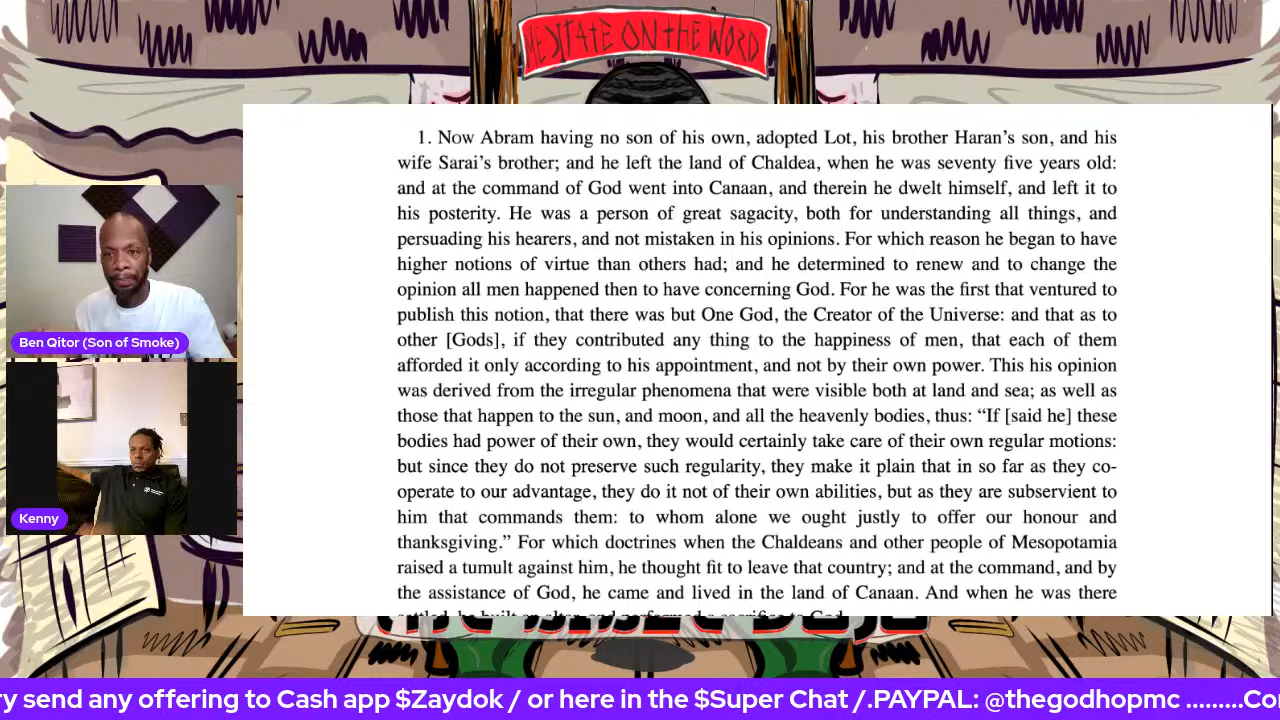 MEDITATE ON THE WORD
1. Now Abram having no son of his own, adopted Lot, his brother Haran's son, and his
wife Sarai's brother; and he left the land of Chaldea, when he was seventy five years old:
and at the command of God went into Canaan, and therein he dwelt himself, and left it to
his posterity. He was a person of great sagacity, both for understanding all things, and
persuading his hearers, and not mistaken in his opinions. For which reason he began to have
higher notions of virtue than others had; and he determined to renew and to change the
opinion all men happened then to have concerning God. For he was the first that ventured to
publish this notion, that there was but One God, the Creator of the Universe: and that as to
other [Gods], if they contributed any thing to the happiness of men, that each of them
afforded it only according to his appointment, and not by their own power. This his opinion
was derived from the irregular phenomena that were visible both at land and sea; as well as
those that happen to the sun, and moon, and all the heavenly bodies, thus: “If [said he] these
bodies had power of their own, they would certainly take care of their own regular motions:
but since they do not preserve such regularity, they make it plain that in so far as they co-
operate to our advantage, they do it not of their own abilities, but as they are subservient to
him that commands them: to whom alone we ought justly to offer our honour and
thanksgiving.” For which doctrines when the Chaldeans and other people of Mesopotamia
raised a tumult against him, he thought fit to leave that country; and at the command, and by
the assistance of God, he came and lived in the land of Canaan. And when he was there
settled, he built an altar, and performed a sacrifice to God.
Ben Qitor (Son of Smoke)
Kenny
ry send any offering to Cash app $Zaydok / or here in the $Super Chat /.PAYPAL: @thegodhopmc .........Co